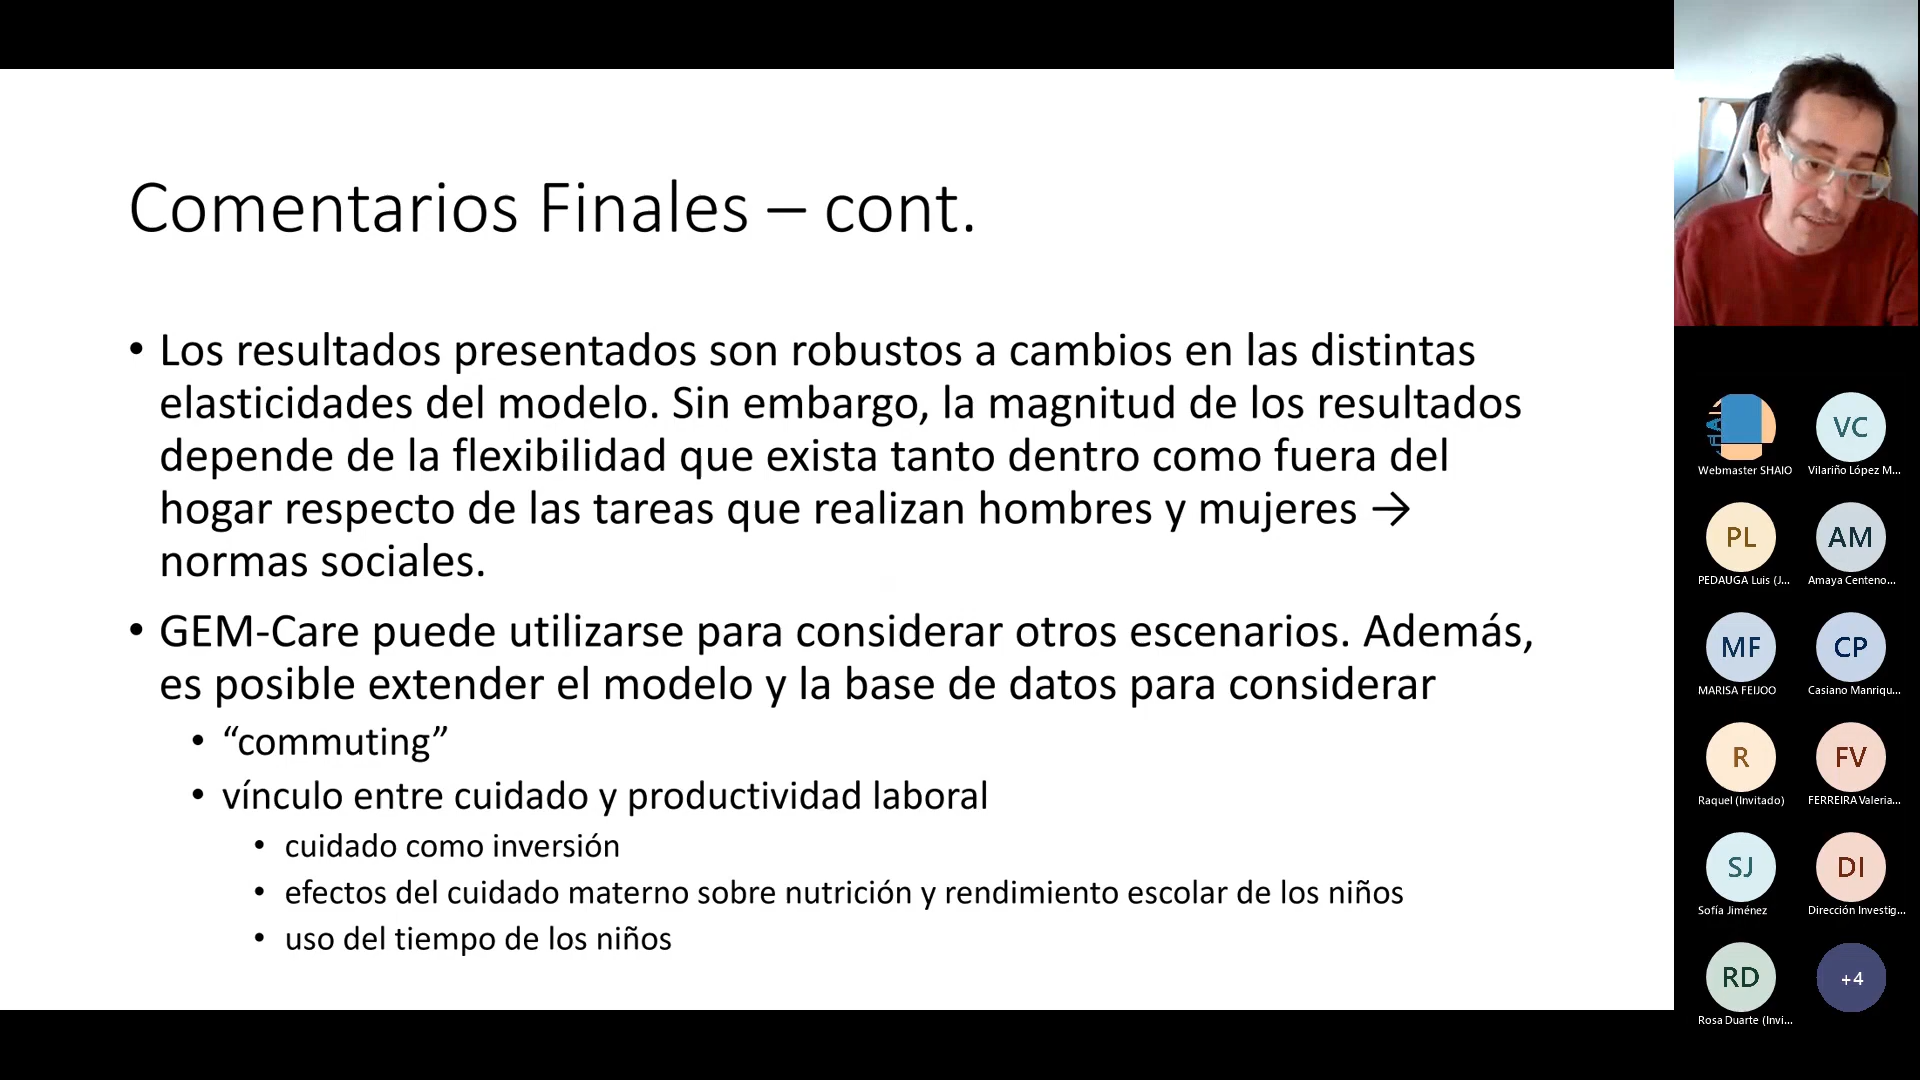 Comentarios Finales – cont.
• Los resultados presentados son robustos a cambios en las distintas
elasticidades del modelo. Sin embargo, la magnitud de los resultados
depende de la flexibilidad que exista tanto dentro como fuera del
hogar respecto de las tareas que realizan hombres y mujeres →
normas sociales.
• GEM-Care puede utilizarse para considerar otros escenarios. Además,
es posible extender el modelo y la base de datos para considerar
• “commuting”
• vínculo entre cuidado y productividad laboral
• cuidado como inversión
• efectos del cuidado materno sobre nutrición y rendimiento escolar de los niños
• uso del tiempo de los niños
Webmaster SHAIO
VC
Vilariño López M...
PL
PEDAUGA Luis (J...
AM
Amaya Centeno...
MF
MARISA FEIJOO
CP
Casiano Manriqu...
R
Raquel (Invitado)
FV
FERREIRA Valeria...
SJ
Sofía Jiménez
DI
Dirección Investig...
RD
Rosa Duarte (Invi...
+4